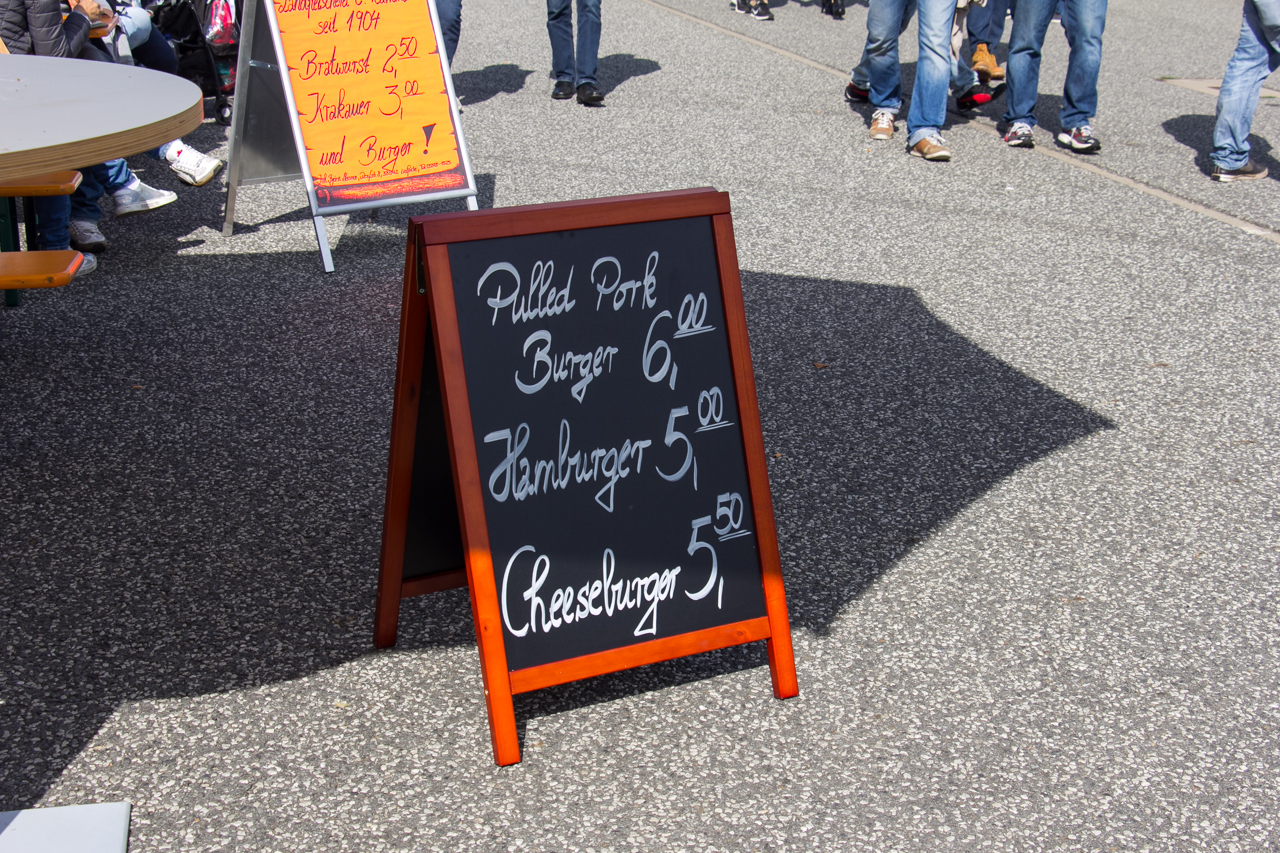 seit 1904
Bratwurst 2,50
Krakauer 3,00
und Burger!
Pulled Pork
Burger 6,00
Hamburger 5,00
Cheeseburger 5,50